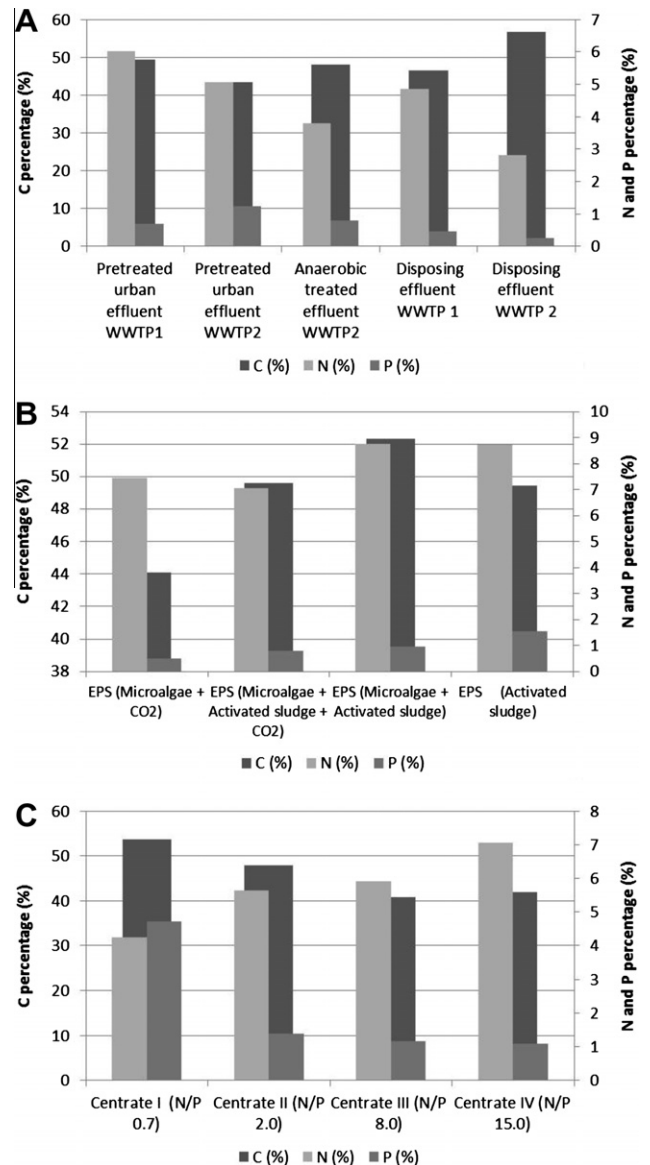 A
C percentage (%)
N and P percentage (%)
60
50
40
30
20
10
0
7
6
5
4
3
2
1
0
Pretreated
urban
effluent
WWTP1
Pretreated
urban
effluent
WWTP2
Anaerobic
treated
effluent
WWTP2
Disposing
effluent
WWTP 1
Disposing
effluent
WWTP 2
C (%) N (%) P (%)
B
C percentage (%)
N and P percentage (%)
54
52
50
48
46
44
42
40
38
10
9
8
7
6
5
4
3
2
1
0
EPS (Microalgae +
CO2)
EPS (Microalgae +
Activated sludge +
CO2)
EPS (Microalgae +
Activated sludge)
EPS (Activated
sludge)
C (%) N (%) P (%)
C
C percentage (%)
N and P percentage (%)
60
50
40
30
20
10
0
8
7
6
5
4
3
2
1
0
Centrate I (N/P
0.7)
Centrate II (N/P
2.0)
Centrate III (N/P
8.0)
Centrate IV (N/P
15.0)
C (%) N (%) P (%)